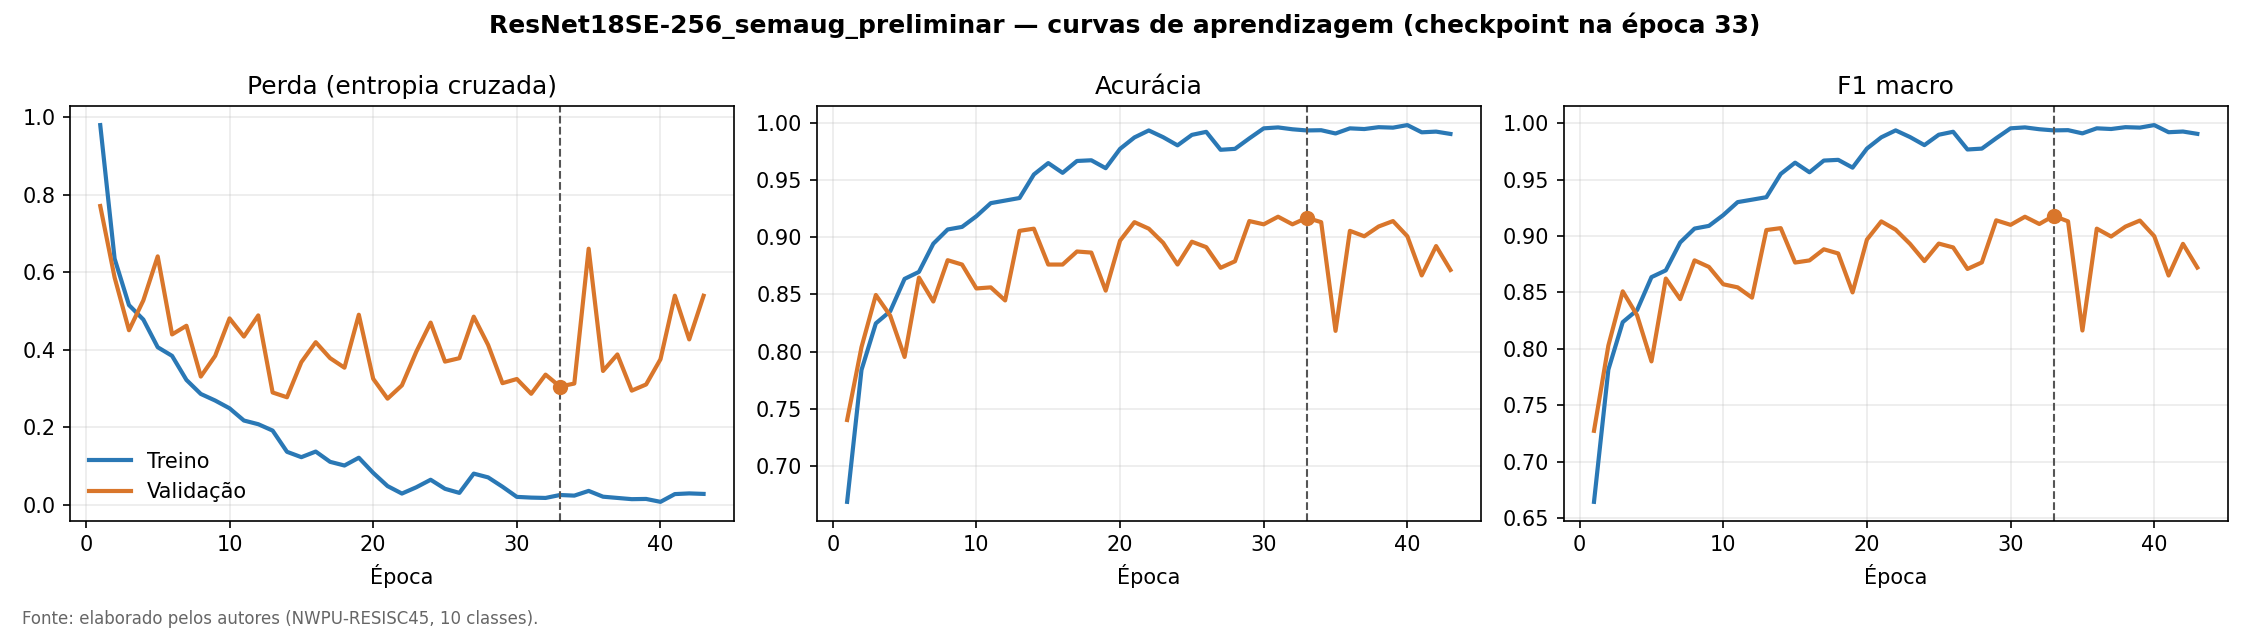 ResNet18SE-256_semaug_preliminar — curvas de aprendizagem (checkpoint na época 33)
Perda (entropia cruzada)
1.0
0.8
0.6
0.4
0.2
0.0
Treino
Validação
0 10 20 30 40
Época
Acurácia
1.00
0.95
0.90
0.85
0.80
0.75
0.70
0 10 20 30 40
Época
F1 macro
1.00
0.95
0.90
0.85
0.80
0.75
0.70
0.65
0 10 20 30 40
Época
Fonte: elaborado pelos autores (NWPU-RESISC45, 10 classes).